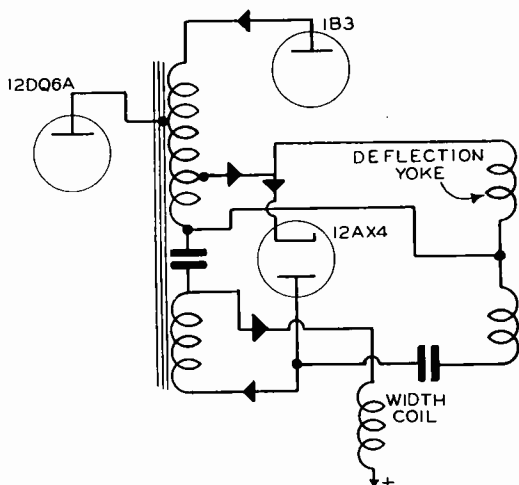 1B3
12DQ6A
DEFLECTION
YOKE
12AX4
WIDTH
COIL
+